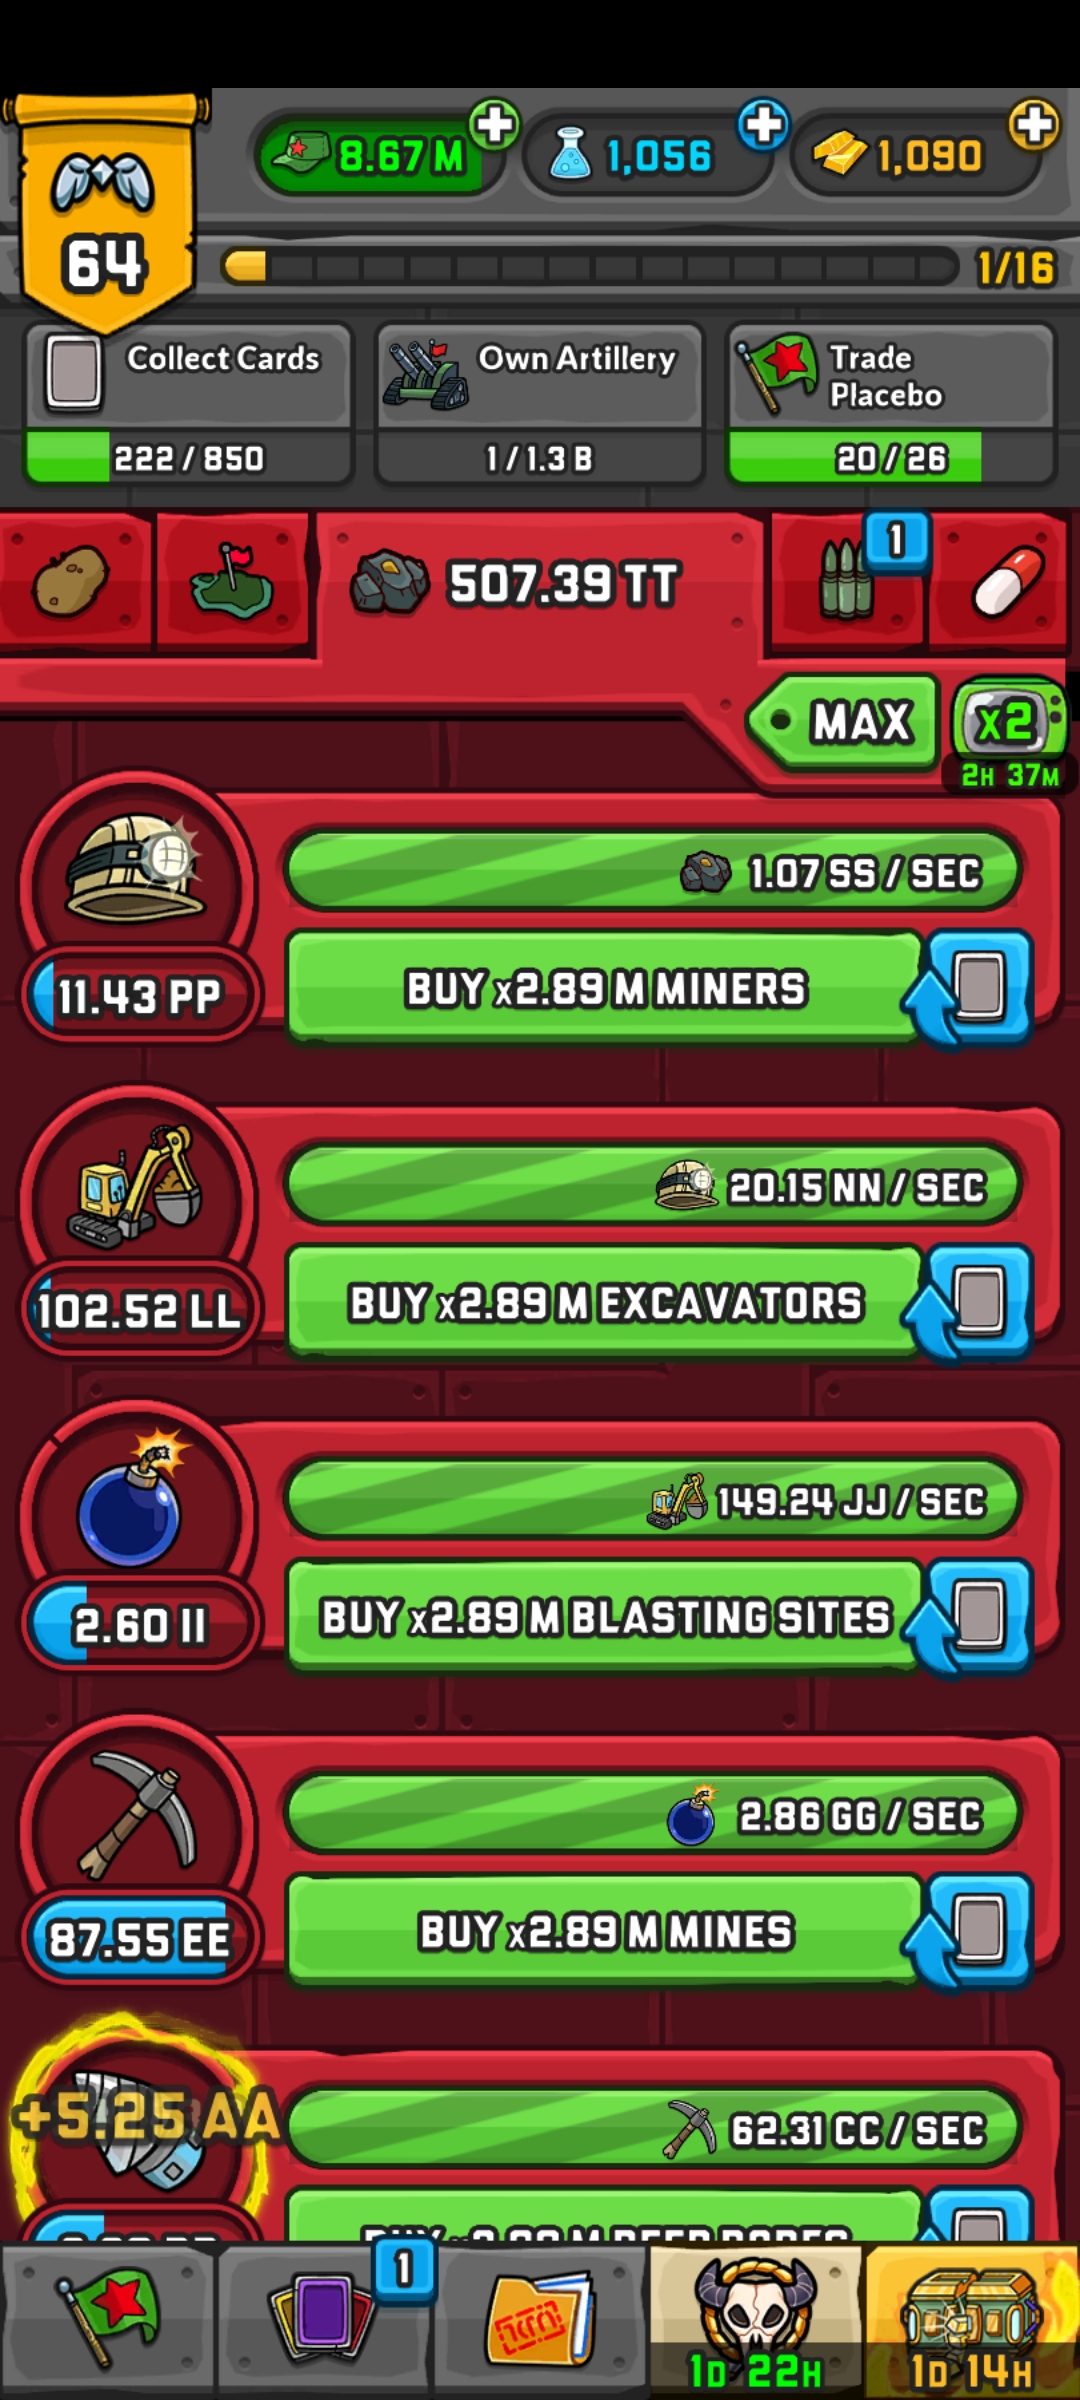 8.67 M
1,056
1,090
64
1/16
Collect Cards
222 / 850
Own Artillery
1 / 1.3 B
Trade
Placebo
20 / 26
507.39 TT
1
MAX
x2
2H 37M
1.07 SS / SEC
11.43 PP
BUY x2.89 M MINERS
20.15 NN / SEC
102.52 LL
BUY x2.89 M EXCAVATORS
149.24 JJ / SEC
2.60 II
BUY x2.89 M BLASTING SITES
2.86 GG / SEC
87.55 EE
BUY x2.89 M MINES
+5.25 AA
62.31 CC / SEC
1
1D 22H
1D 14H